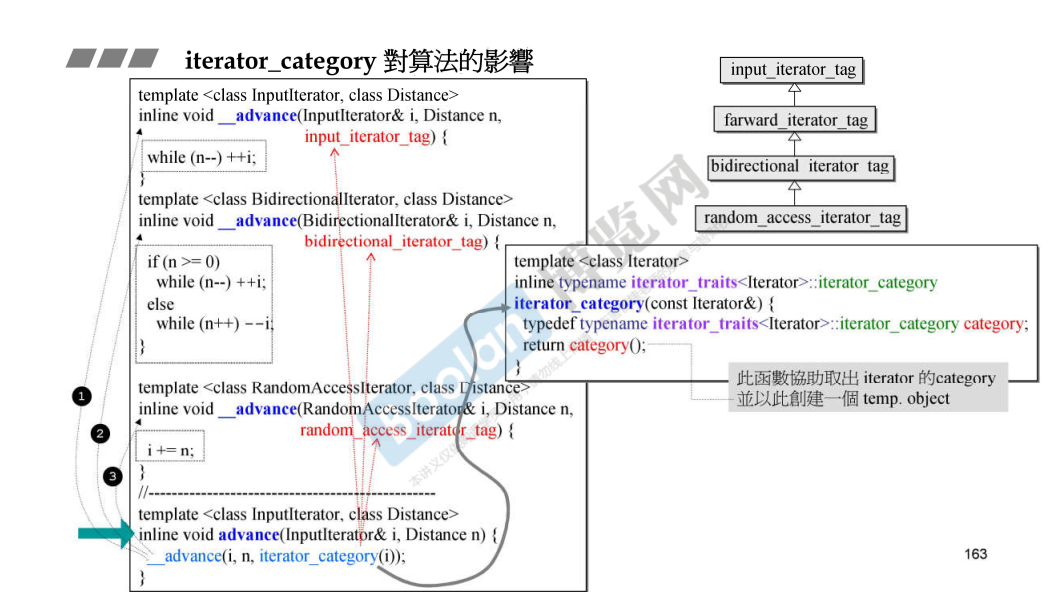 iterator_category 對算法的影響
template <class InputIterator, class Distance>
inline void __advance(InputIterator& i, Distance n,
input_iterator_tag) {
while (n--) ++i;
}
template <class BidirectionalIterator, class Distance>
inline void __advance(BidirectionalIterator& i, Distance n,
bidirectional_iterator_tag) {
if (n >= 0)
while (n--) ++i;
else
while (n++) --i;
}
template <class RandomAccessIterator, class Distance>
inline void __advance(RandomAccessIterator& i, Distance n,
random_access_iterator_tag) {
i += n;
}
//--------------------------------------------------
template <class InputIterator, class Distance>
inline void advance(InputIterator& i, Distance n) {
__advance(i, n, iterator_category(i));
}
1
2
3
input_iterator_tag
farward_iterator_tag
bidirectional_iterator_tag
random_access_iterator_tag
template <class Iterator>
inline typename iterator_traits<Iterator>::iterator_category
iterator_category(const Iterator&) {
typedef typename iterator_traits<Iterator>::iterator_category category;
return category();
}
此函數協助取出 iterator 的category
並以此創建一個 temp. object
boolan
博览网
163